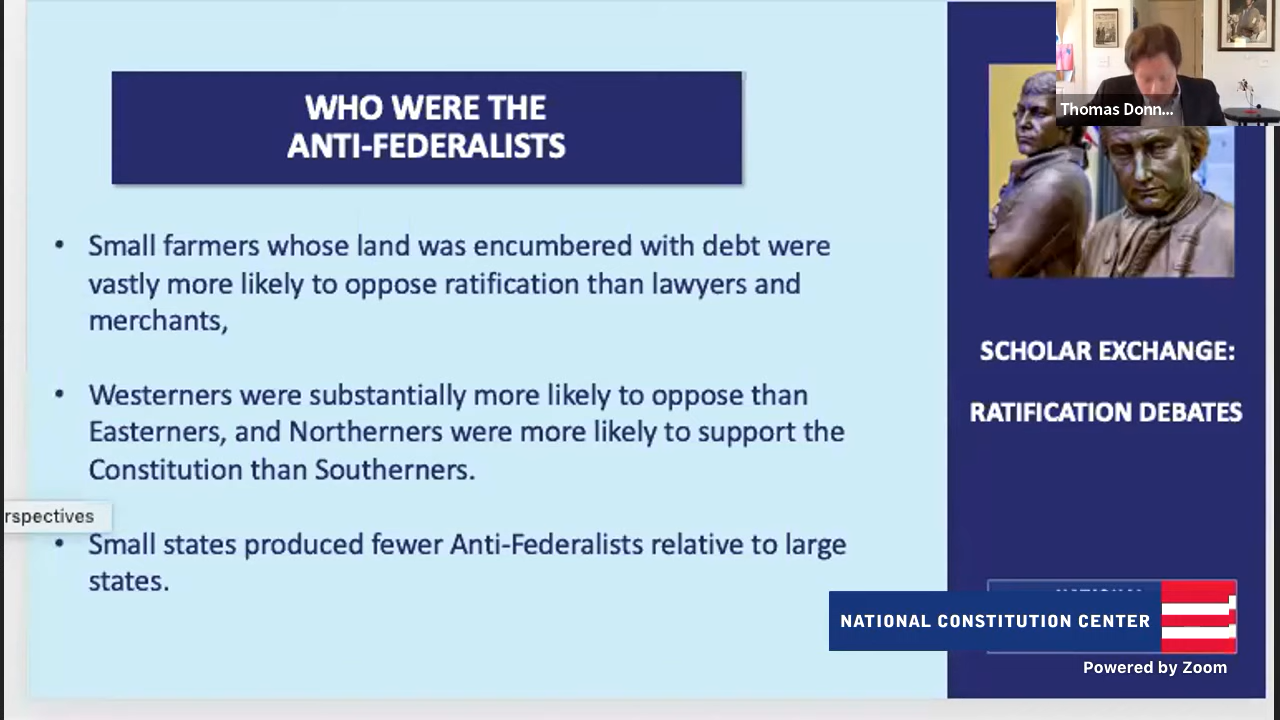 WHO WERE THE
ANTI-FEDERALISTS
• Small farmers whose land was encumbered with debt were
vastly more likely to oppose ratification than lawyers and
merchants,
• Westerners were substantially more likely to oppose than
Easterners, and Northerners were more likely to support the
Constitution than Southerners.
rspectives
• Small states produced fewer Anti-Federalists relative to large
states.
Thomas Donn...
SCHOLAR EXCHANGE:
RATIFICATION DEBATES
NATIONAL CONSTITUTION CENTER
Powered by Zoom